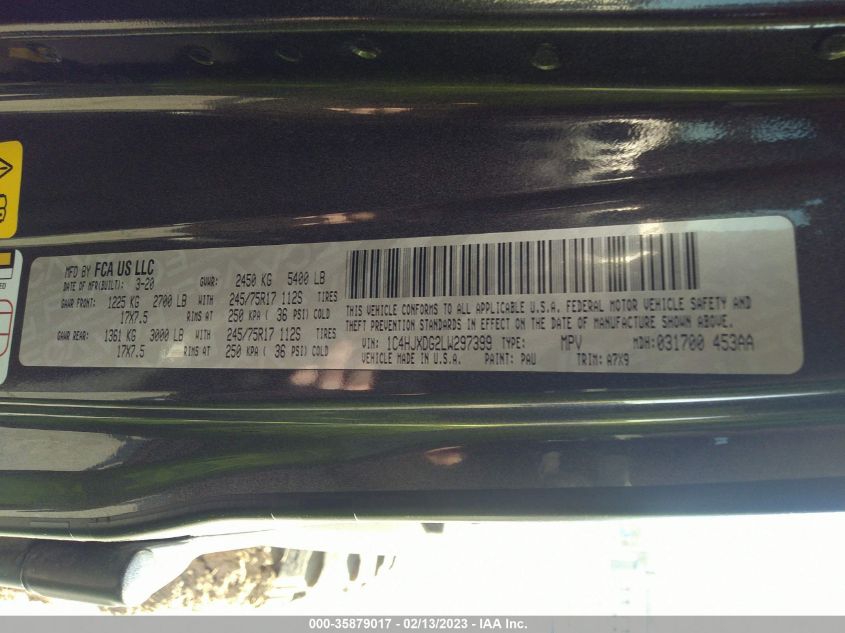 MFD BY FCA US LLC
DATE OF MFR(BUILT): 3-20 GVWR: 2450 KG 5400 LB
GAWR FRONT: 1225 KG 2700 LB WITH 245/75R17 112S TIRES
17X7.5 RIMS AT 250 KPA ( 36 PSI) COLD
GAWR REAR: 1361 KG 3000 LB WITH 245/75R17 112S TIRES
17X7.5 RIMS AT 250 KPA ( 36 PSI) COLD
THIS VEHICLE CONFORMS TO ALL APPLICABLE U.S.A. FEDERAL MOTOR VEHICLE SAFETY AND
THEFT PREVENTION STANDARDS IN EFFECT ON THE DATE OF MANUFACTURE SHOWN ABOVE.
VIN: 1C4HJXDG2LW297399 TYPE: MPV MDH: 031700 453AA
VEHICLE MADE IN U.S.A. PAINT: PAU TRIM: A7X9
000-35879017 — 02/13/2023 — IAA Inc.